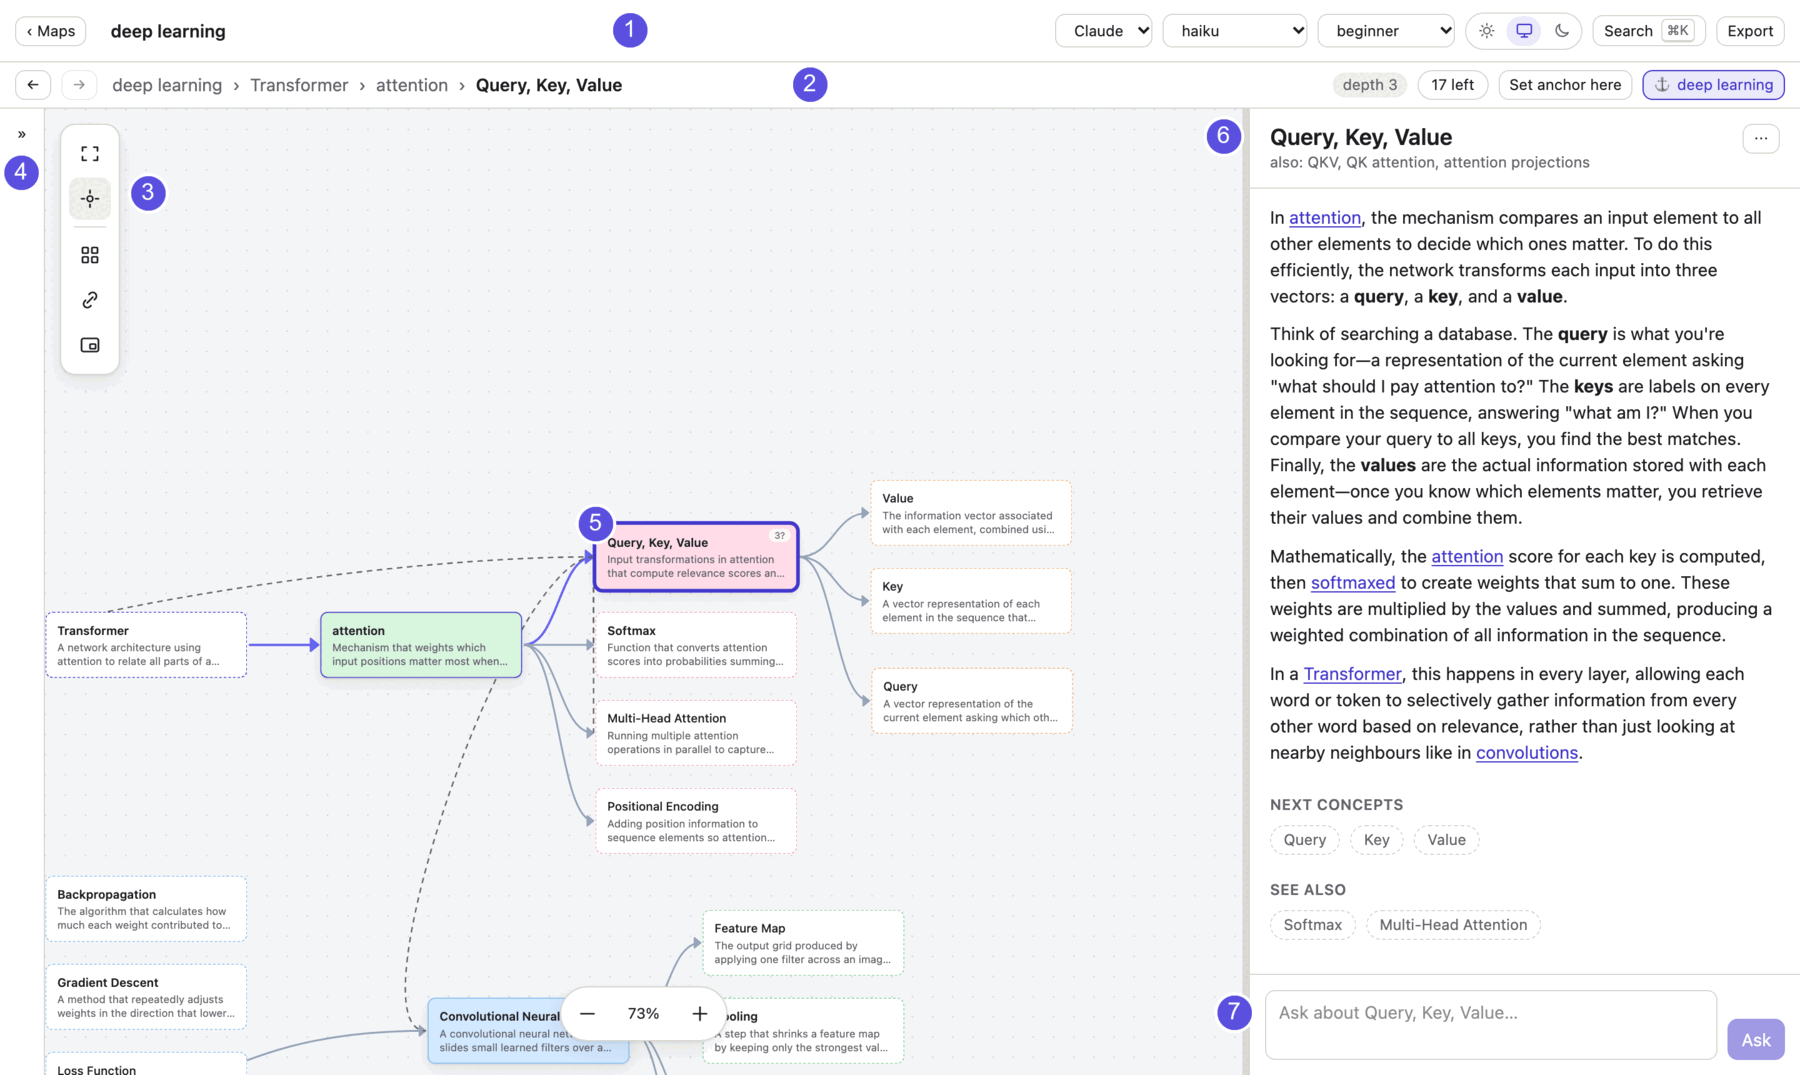 ‹ Maps
deep learning
1
Claude
haiku
beginner
Search ⌘K
Export
deep learning › Transformer › attention › Query, Key, Value
2
depth 3
17 left
Set anchor here
deep learning
»
4
3
6
5
Query, Key, Value
3?
Input transformations in attention
that compute relevance scores an...
Value
The information vector associated
with each element, combined usi...
Key
A vector representation of each
element in the sequence that...
Query
A vector representation of the
current element asking which oth...
Transformer
A network architecture using
attention to relate all parts of a...
attention
Mechanism that weights which
input positions matter most when...
Softmax
Function that converts attention
scores into probabilities summing...
Multi-Head Attention
Running multiple attention
operations in parallel to capture...
Positional Encoding
Adding position information to
sequence elements so attention...
Backpropagation
The algorithm that calculates how
much each weight contributed to...
Gradient Descent
A method that repeatedly adjusts
weights in the direction that lower...
Loss Function
Feature Map
The output grid produced by
applying one filter across an imag...
Convolutional Neural
A convolutional neural
slides small learned filters over a...
A step that shrinks a feature map
by keeping only the strongest val...
73%
Query, Key, Value
...
also: QKV, QK attention, attention projections
In attention, the mechanism compares an input element to all
other elements to decide which ones matter. To do this
efficiently, the network transforms each input into three
vectors: a query, a key, and a value.
Think of searching a database. The query is what you're
looking for—a representation of the current element asking
"what should I pay attention to?" The keys are labels on every
element in the sequence, answering "what am I?" When you
compare your query to all keys, you find the best matches.
Finally, the values are the actual information stored with each
element—once you know which elements matter, you retrieve
their values and combine them.
Mathematically, the attention score for each key is computed,
then softmaxed to create weights that sum to one. These
weights are multiplied by the values and summed, producing a
weighted combination of all information in the sequence.
In a Transformer, this happens in every layer, allowing each
word or token to selectively gather information from every
other word based on relevance, rather than just looking at
nearby neighbours like in convolutions.
NEXT CONCEPTS
Query
Key
Value
SEE ALSO
Softmax
Multi-Head Attention
7
Ask about Query, Key, Value...
Ask